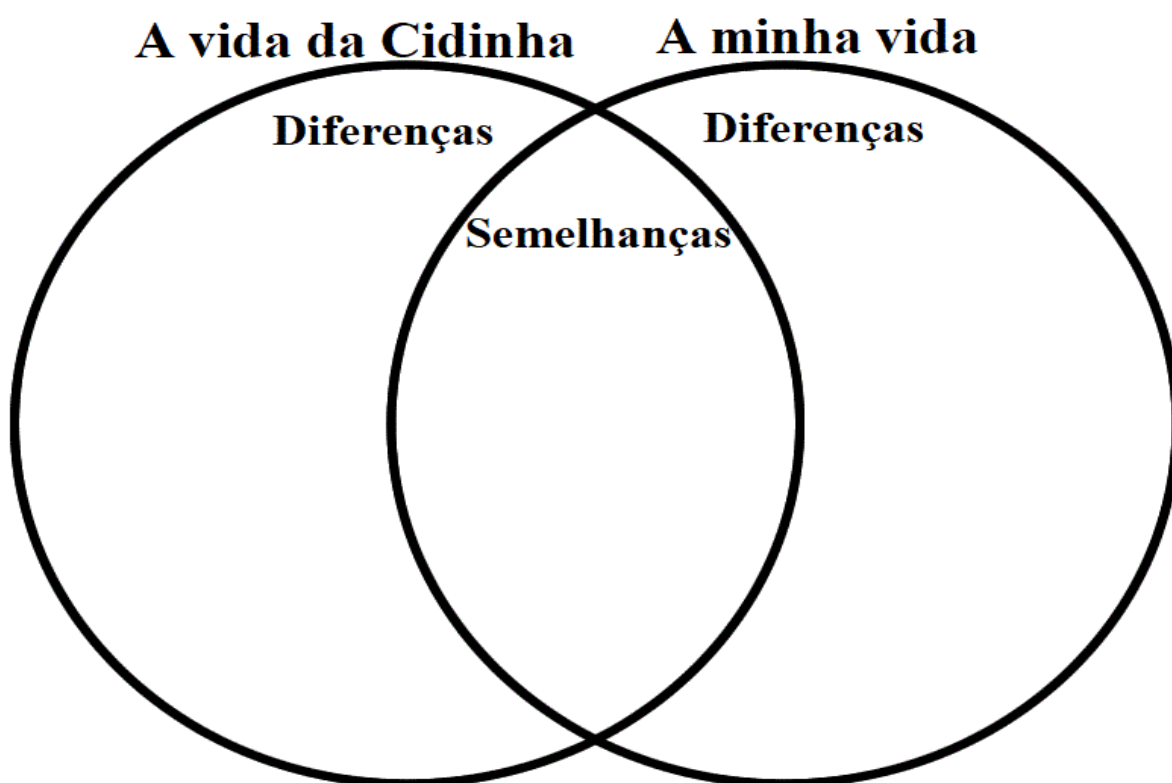 A vida da Cidinha
A minha vida
Diferenças
Diferenças
Semelhanças